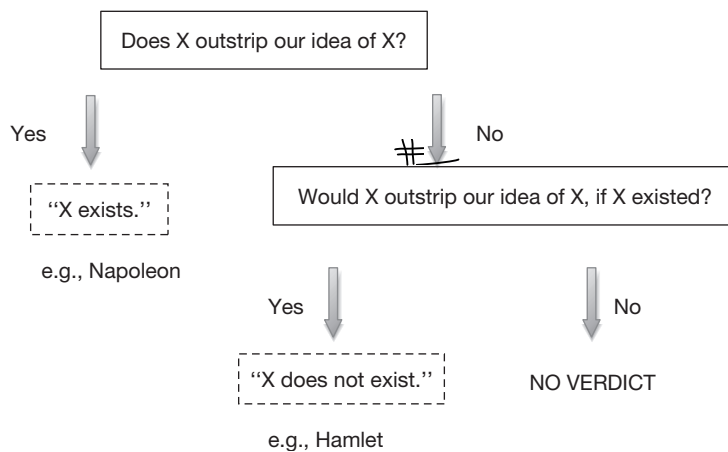 Does X outstrip our idea of X?
Yes
No
Would X outstrip our idea of X, if X existed?
‘‘X exists.’’
e.g., Napoleon
Yes
No
‘‘X does not exist.’’
NO VERDICT
e.g., Hamlet